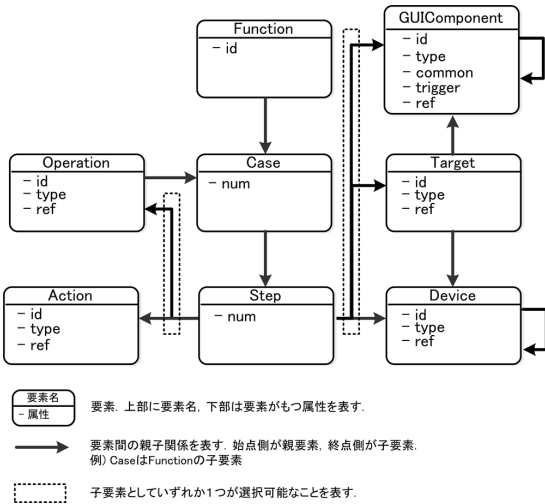 GUIComponent
- id
- type
- common
- trigger
- ref
Function
- id
Operation
- id
- type
- ref
Case
- num
Target
- id
- type
- ref
Action
- id
- type
- ref
Step
- num
Device
- id
- type
- ref
要素名
- 属性
要素. 上部に要素名, 下部は要素がもつ属性を表す.
要素間の親子関係を表す. 始点側が親要素, 終点側が子要素.
例) CaseはFunctionの子要素
子要素としていずれか1つが選択可能なことを表す.